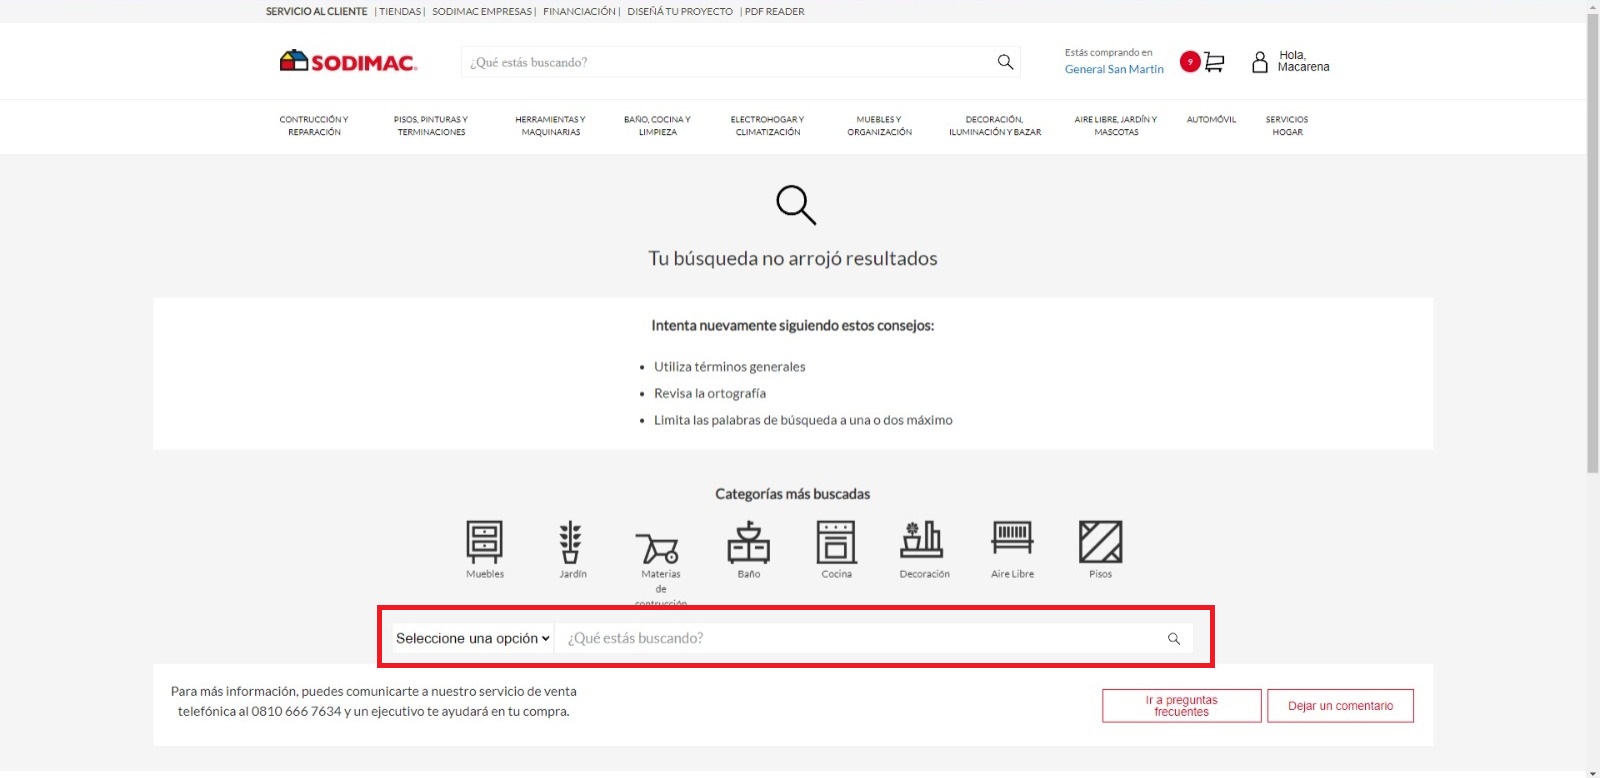 SERVICIO AL CLIENTE | TIENDAS | SODIMAC EMPRESAS | FINANCIACIÓN | DISEÑÁ TU PROYECTO | PDF READER
SODIMAC.
¿Qué estás buscando?
Estás comprando en
General San Martin
9
Hola,
Macarena
CONTRUCCIÓN Y
REPARACIÓN
PISOS, PINTURAS Y
TERMINACIONES
HERRAMIENTAS Y
MAQUINARIAS
BAÑO, COCINA Y
LIMPIEZA
ELECTROHOGAR Y
CLIMATIZACIÓN
MUEBLES Y
ORGANIZACIÓN
DECORACIÓN,
ILUMINACIÓN Y BAZAR
AIRE LIBRE, JARDÍN Y
MASCOTAS
AUTOMÓVIL
SERVICIOS
HOGAR
Tu búsqueda no arrojó resultados
Intenta nuevamente siguiendo estos consejos:
• Utiliza términos generales
• Revisa la ortografía
• Limita las palabras de búsqueda a una o dos máximo
Categorías más buscadas
Muebles
Jardín
Materias
de
contrucción
Baño
Cocina
Decoración
Aire Libre
Pisos
Seleccione una opción
¿Qué estás buscando?
Para más información, puedes comunicarte a nuestro servicio de venta
telefónica al 0810 666 7634 y un ejecutivo te ayudará en tu compra.
Ir a preguntas
frecuentes
Dejar un comentario